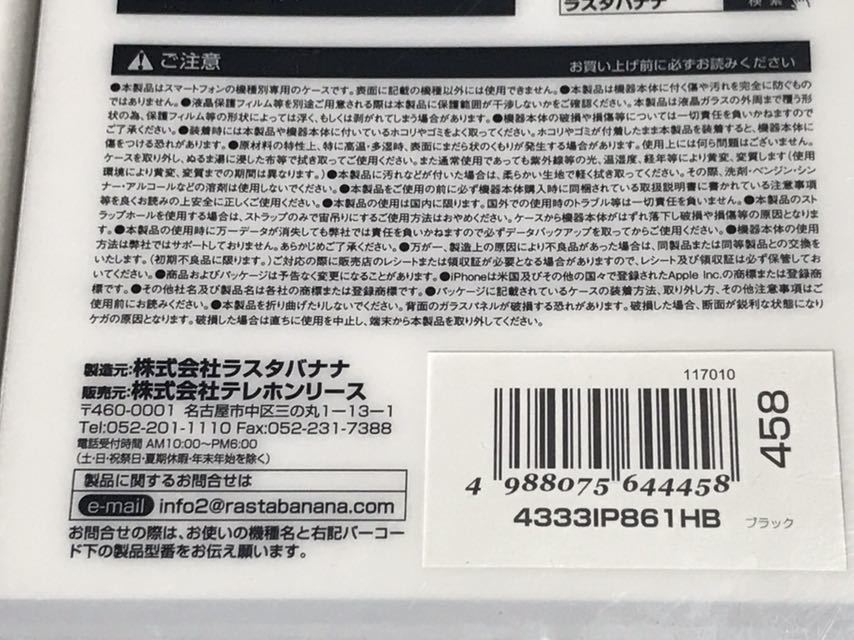 ラスタバナナ 検索
ご注意
お買い上げ前に必ずお読みください
●本製品はスマートフォンの機種別専用のケースです。表面に記載の機種以外には使用できません。●本製品は機器本体に付く傷や汚れを完全に防ぐもの
ではありません。●液晶保護フィルム等を別途ご用意される際は本製品に保護範囲が干渉しないかをご確認ください。本製品は液晶ガラスの外周まで覆う形
状の為、保護フィルム等の形状によっては浮く、もしくは剥がれてしまう場合があります。●機器本体の破損や損傷等については一切責任を負いかねますので
ご了承ください。●装着時には本製品や機器本体に付いているホコリやゴミをよく取ってください。ホコリやゴミが付着したまま本製品を装着すると、機器本体に
傷をつける恐れがあります。●原材料の特性上、特に高温・多湿時、表面にまだら状のくもりが発生する場合があります。使用上には何ら問題はございません。
ケースを取り外し、ぬるま湯に浸した布等で拭き取ってご使用ください。また通常使用であっても紫外線等の光、温湿度、経年等により黄変、変質します(使用
環境により黄変、変質までの期間は異なります)。●本製品に汚れなどが付いた場合は、柔らかい生地で軽く拭き取ってください。その際、洗剤・ベンジン・シン
ナー・アルコールなどの溶剤は使用しないでください。●本製品をご使用の前に必ず機器本体購入時に同梱されている取扱説明書に書かれている注意事項
等を良くお読みの上安全に正しくご使用ください。●本製品の使用は国内に限ります。国外での使用時のトラブル等は一切責任を負いかねます。●本製品のスト
ラップホールを使用する場合は、ストラップのみで宙吊りにするご使用方法はおやめください。ケースから機器本体がはずれ落下し破損や損傷等の原因となりま
す。●本製品の使用時に万一データが消失しても弊社では責任を負いかねますので必ずデータバックアップを取ってからご使用ください。●機器本体の使用
方法は弊社ではサポートしておりません。あらかじめご了承ください。●万が一、製造上の原因により不良品があった場合は、同製品または同等製品との交換を
いたします。(初期不良品に限ります。)ご対応の際に販売店のレシートまたは領収証が必要となる場合がありますので、レシート及び領収証は必ず保管してお
いてください。●商品およびパッケージは予告なく変更になることがあります。●iPhoneは米国及びその他の国々で登録されたApple Inc.の商標または登録商
標です。●その他社名及び製品名は各社の商標または登録商標です。●パッケージに記載されているケースの装着方法、取り外し方、その他注意事項はご
使用前にお読みください。●本製品を折り曲げたりしないでください。背面のガラスパネルが破損する恐れがあります。破損した場合、断面が鋭利な状態になり
ケガの原因となります。破損した場合は直ちに使用を中止し、端末から本製品を取り外してください。
製造元:株式会社ラスタバナナ
販売元:株式会社テレホンリース
〒460-0001 名古屋市中区三の丸1-13-1
Tel:052-201-1110 Fax:052-231-7388
電話受付時間 AM10:00〜PM6:00
(土・日・祝祭日・夏期休暇・年末年始を除く)
製品に関するお問合せは
e-mail info2@rastabanana.com
お問合せの際は、お使いの機種名と右記バーコー
ド下の製品型番をお伝え願います。
117010
458
4 988075 644458
4333IP861HB ブラック